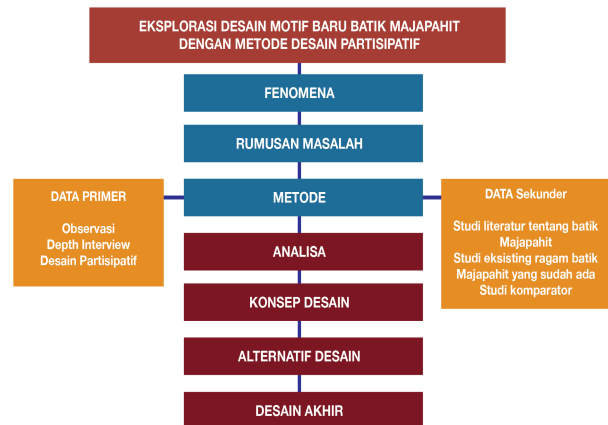 EKSPLORASI DESAIN MOTIF BARU BATIK MAJAPAHIT
DENGAN METODE DESAIN PARTISIPATIF
FENOMENA
RUMUSAN MASALAH
DATA PRIMER
Observasi
Depth Interview
Desain Partisipatif
METODE
DATA Sekunder
Studi literatur tentang batik
Majapahit
Studi eksisting ragam batik
Majapahit yang sudah ada
Studi komparator
ANALISA
KONSEP DESAIN
ALTERNATIF DESAIN
DESAIN AKHIR